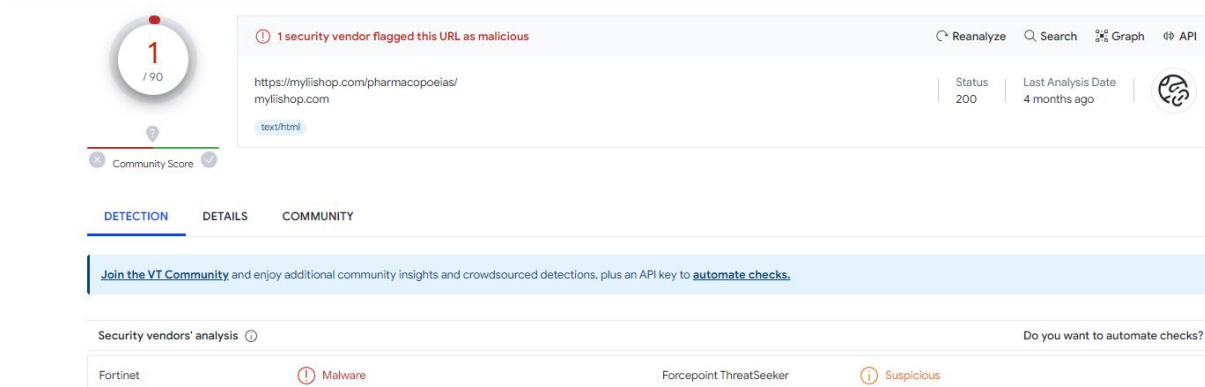 1
/ 90
Community Score
1 security vendor flagged this URL as malicious
Reanalyze Search Graph API
https://myliishop.com/pharmacopoeias/
myliishop.com
text/html
Status
200
Last Analysis Date
4 months ago
DETECTION DETAILS COMMUNITY
Join the VT Community and enjoy additional community insights and crowdsourced detections, plus an API key to automate checks.
Security vendors' analysis Do you want to automate checks?
Fortinet Malware Forcepoint ThreatSeeker Suspicious